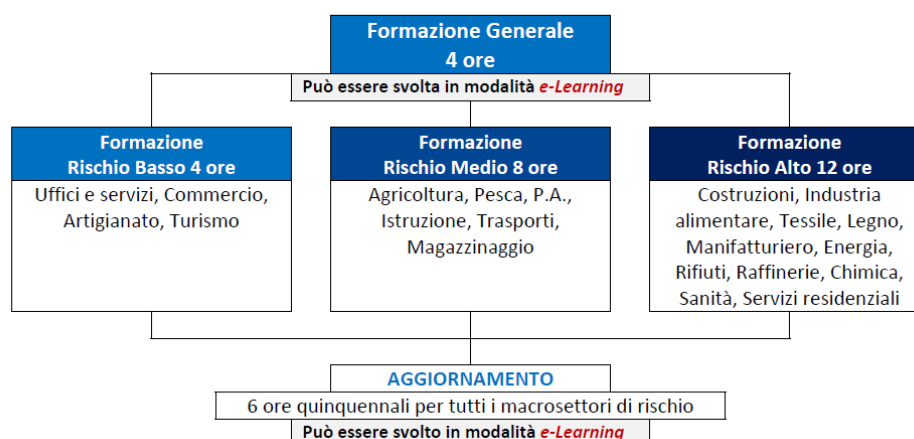 Formazione Generale
4 ore
Può essere svolta in modalità e-Learning
Formazione
Rischio Basso 4 ore
Uffici e servizi, Commercio,
Artigianato, Turismo
Formazione
Rischio Medio 8 ore
Agricoltura, Pesca, P.A.,
Istruzione, Trasporti,
Magazzinaggio
Formazione
Rischio Alto 12 ore
Costruzioni, Industria
alimentare, Tessile, Legno,
Manifatturiero, Energia,
Rifiuti, Raffinerie, Chimica,
Sanità, Servizi residenziali
AGGIORNAMENTO
6 ore quinquennali per tutti i macrosettori di rischio
Può essere svolto in modalità e-Learning